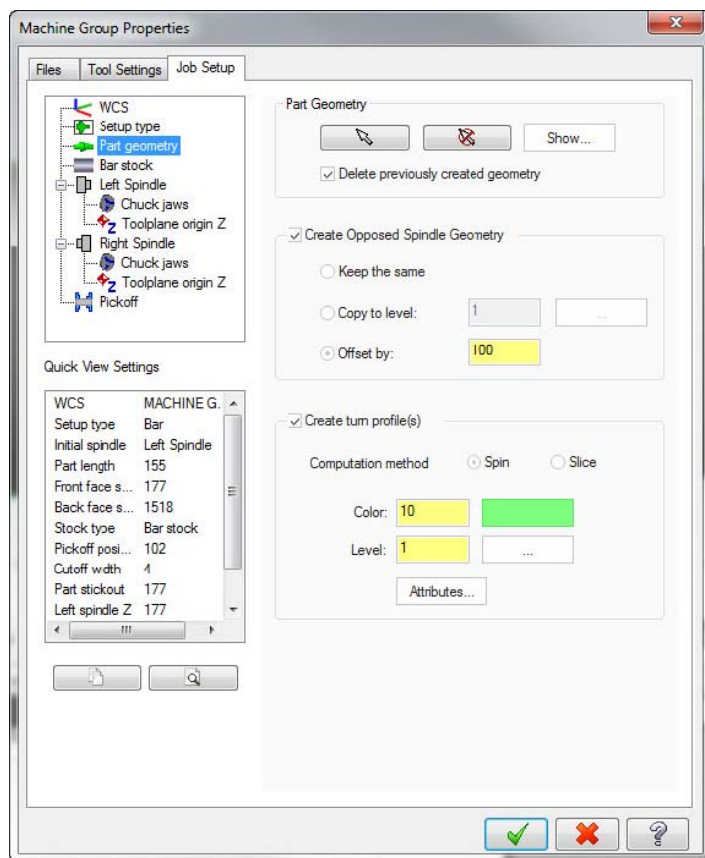 Machine Group Properties
Files Tool Settings Job Setup
WCS
Setup type
Part geometry
Bar stock
Left Spindle
Chuck jaws
Z Toolplane origin Z
Right Spindle
Chuck jaws
Z Toolplane origin Z
Pickoff
Quick View Settings
WCS MACHINE G.
Setup type Bar
Initial spindle Left Spindle
Part length 155
Front face s... 177
Back face s... 1518
Stock type Bar stock
Pickoff posi... 102
Cutoff width 4
Part stickout 177
Left spindle Z 177
Part Geometry
Show...
Delete previously created geometry
Create Opposed Spindle Geometry
Keep the same
Copy to level: 1 ...
Offset by: 100
Create turn profile(s)
Computation method Spin Slice
Color: 10
Level: 1 ...
Attributes...